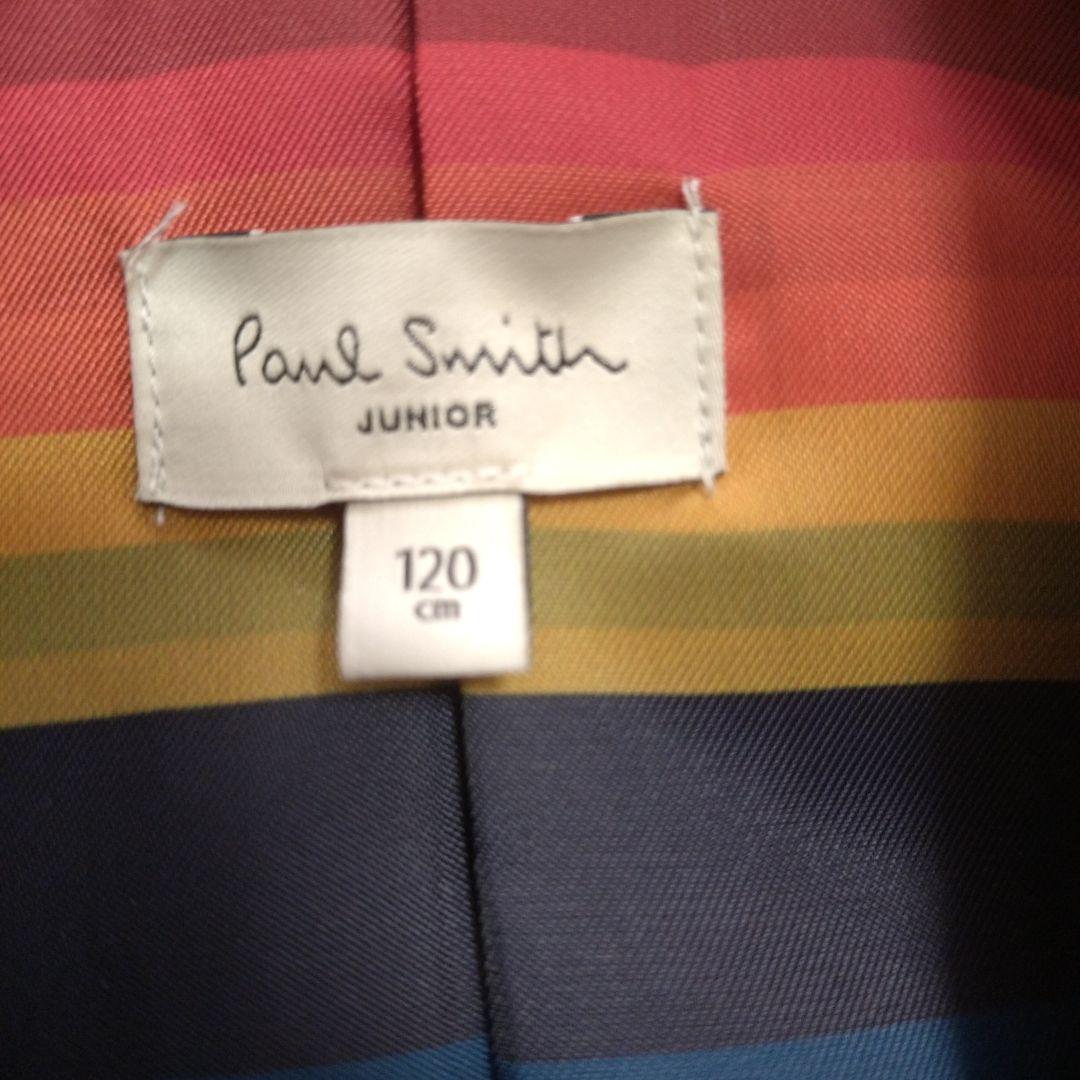 Paul Smith
JUNIOR
120
cm